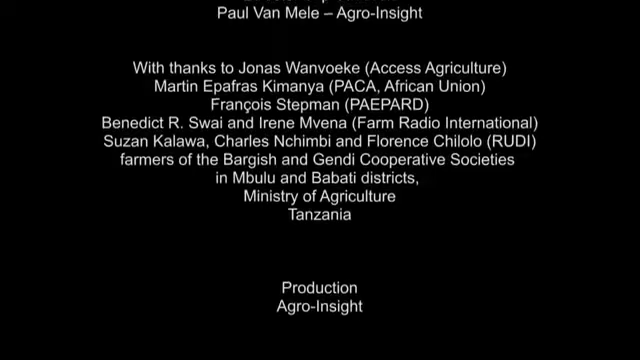 Paul Van Mele – Agro-Insight
With thanks to Jonas Wanvoeke (Access Agriculture)
Martin Epafras Kimanya (PACA, African Union)
François Stepman (PAEPARD)
Benedict R. Swai and Irene Mvena (Farm Radio International)
Suzan Kalawa, Charles Nchimbi and Florence Chilolo (RUDI)
farmers of the Bargish and Gendi Cooperative Societies
in Mbulu and Babati districts,
Ministry of Agriculture
Tanzania
Production
Agro-Insight